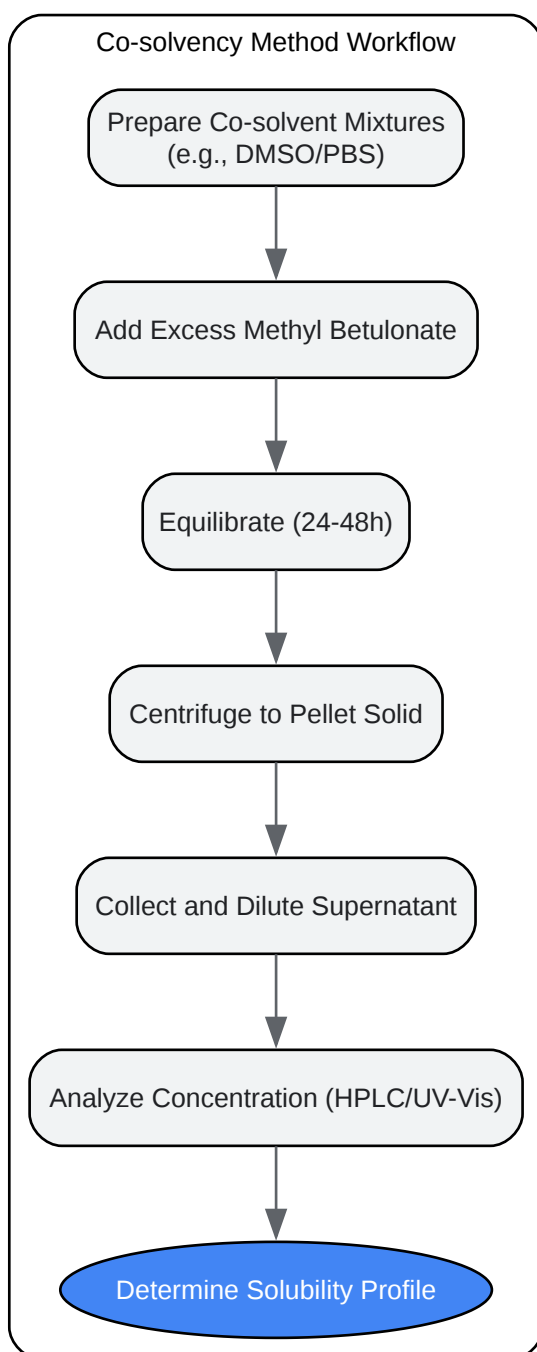 Co-solvency Method Workflow
Prepare Co-solvent Mixtures
(e.g., DMSO/PBS)
Add Excess Methyl Betulonate
Equilibrate (24-48h)
Centrifuge to Pellet Solid
Collect and Dilute Supernatant
Analyze Concentration (HPLC/UV-Vis)
Determine Solubility Profile